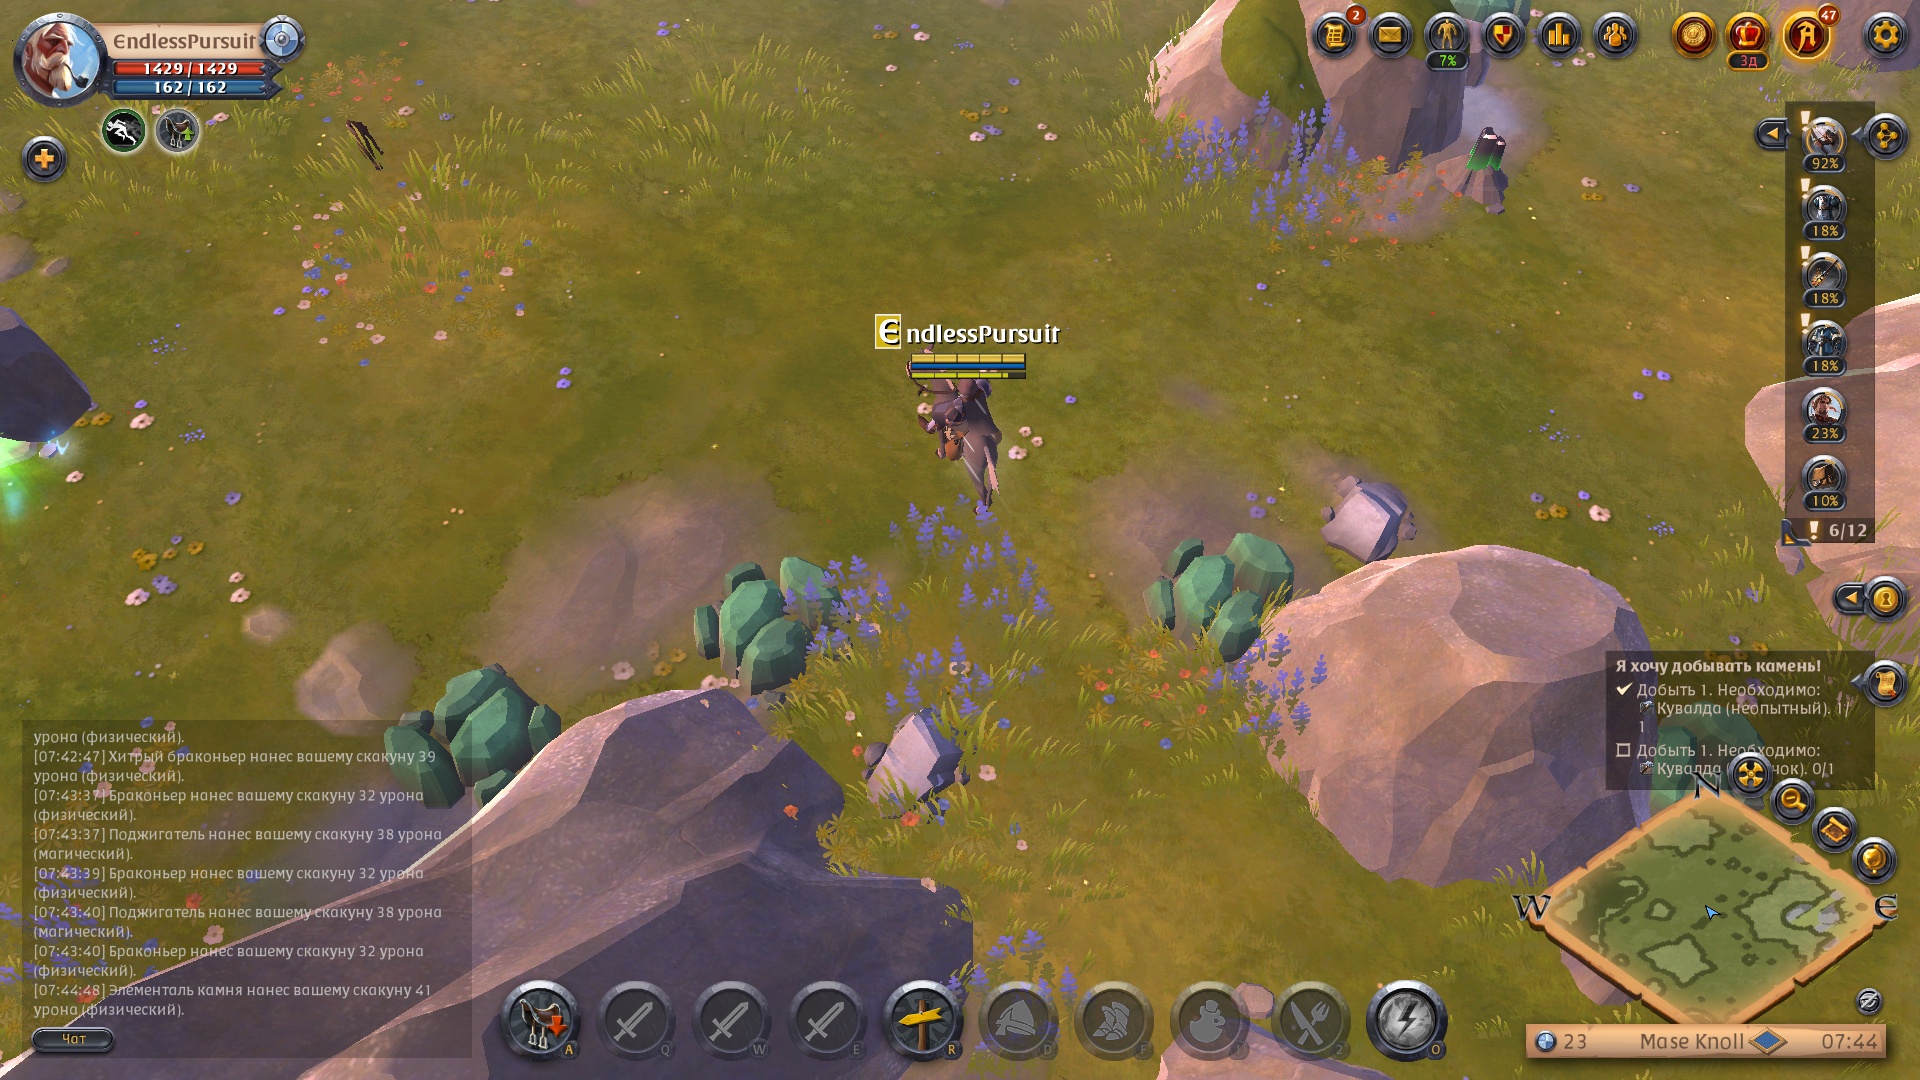 ЄndlessPursuit
1429 / 1429
162 / 162
2
7%
3д
47
92%
18%
18%
18%
23%
10%
6/12
ЄndlessPursuit
Я хочу добывать камень!
Добыть 1. Необходимо:
Кувалда (неопытный). 1/
1
Добыть 1. Необходимо:
Кувалда чок). 0/1
N
W
Є
урона (физический).
[07:42:47] Хитрый браконьер нанес вашему скакуну 39
урона (физический).
[07:43:37] Браконьер нанес вашему скакуну 32 урона
(физический).
[07:43:37] Поджигатель нанес вашему скакуну 38 урона
(магический).
[07:43:39] Браконьер нанес вашему скакуну 32 урона
(физический).
[07:43:40] Поджигатель нанес вашему скакуну 38 урона
(магический).
[07:43:40] Браконьер нанес вашему скакуну 32 урона
(физический).
[07:44:48] Элементаль камня нанес вашему скакуну 41
урона (физический).
Чат
A
Q
W
E
R
D
F
1
2
O
23 Mase Knoll 07:44